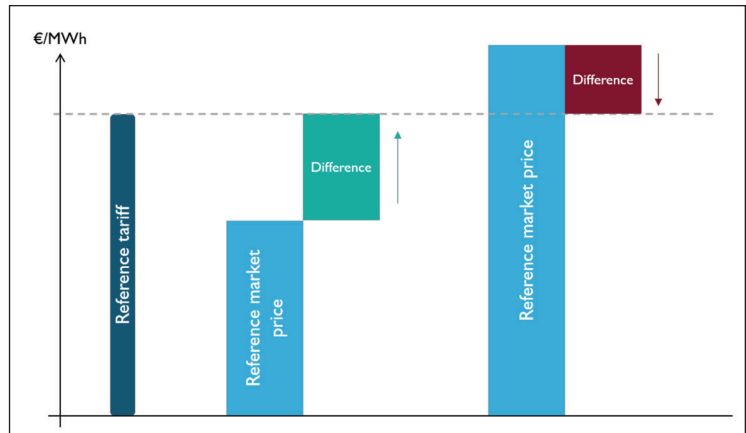 €/MWh
Reference tariff
Reference market
price
Difference
Reference market price
Difference